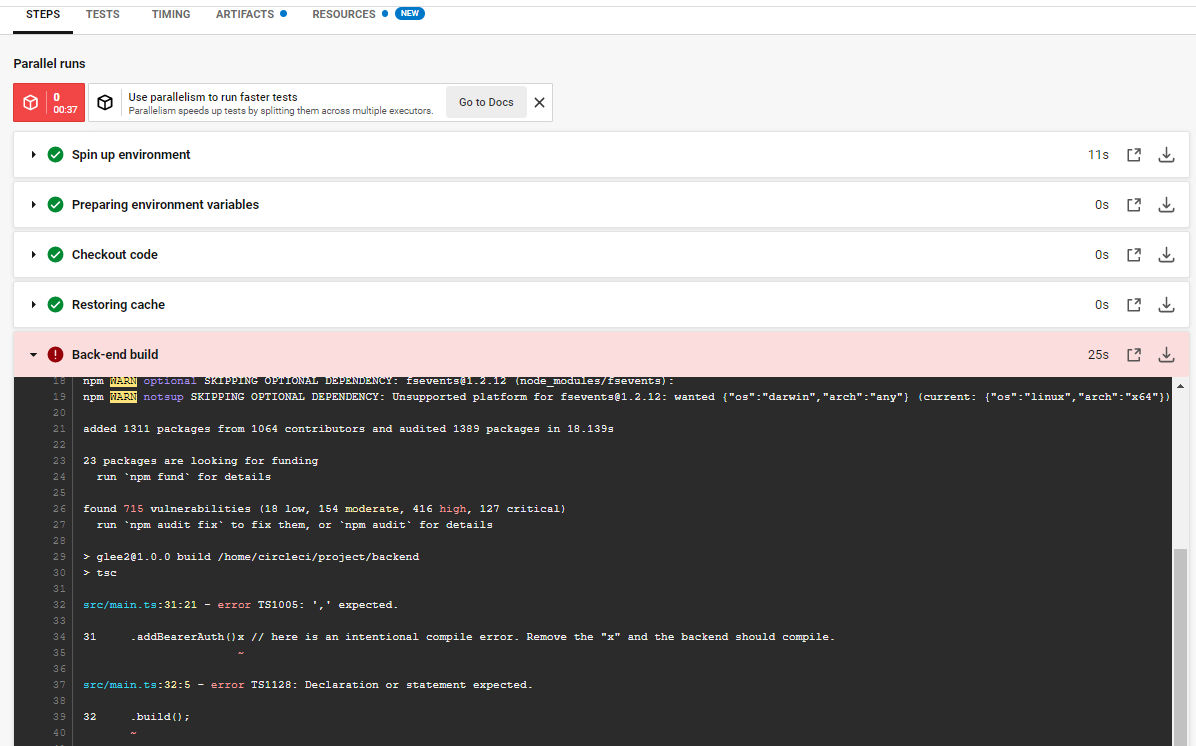 STEPS TESTS TIMING ARTIFACTS RESOURCES NEW
Parallel runs
0
00:37
Use parallelism to run faster tests
Parallelism speeds up tests by splitting them across multiple executors.
Go to Docs
Spin up environment 11s
Preparing environment variables 0s
Checkout code 0s
Restoring cache 0s
! Back-end build 25s
18 npm WARN optional SKIPPING OPTIONAL DEPENDENCY: fsevents@1.2.12 (node_modules/fsevents):
19 npm WARN notsup SKIPPING OPTIONAL DEPENDENCY: Unsupported platform for fsevents@1.2.12: wanted {"os":"darwin","arch":"any"} (current: {"os":"linux","arch":"x64"})
20
21 added 1311 packages from 1064 contributors and audited 1389 packages in 18.139s
22
23 23 packages are looking for funding
24 run `npm fund` for details
25
26 found 715 vulnerabilities (18 low, 154 moderate, 416 high, 127 critical)
27 run `npm audit fix` to fix them, or `npm audit` for details
28
29 > glee2@1.0.0 build /home/circleci/project/backend
30 > tsc
31
32 src/main.ts:31:21 - error TS1005: ',' expected.
33
34 31 .addBearerAuth()x // here is an intentional compile error. Remove the "x" and the backend should compile.
35 ~
36
37 src/main.ts:32:5 - error TS1128: Declaration or statement expected.
38
39 32 .build();
40 ~